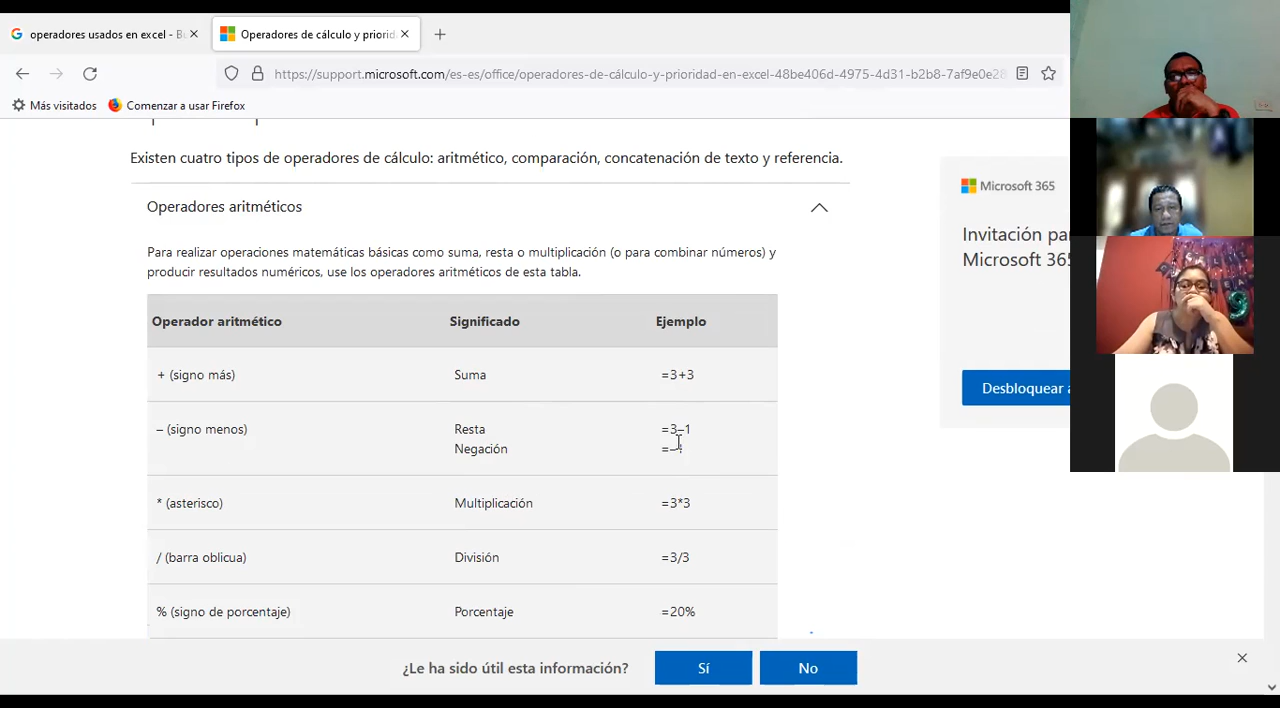 operadores usados en excel - Bu
Operadores de cálculo y priorid
https://support.microsoft.com/es-es/office/operadores-de-cálculo-y-prioridad-en-excel-48be406d-4975-4d31-b2b8-7af9e0e28
Más visitados
Comenzar a usar Firefox
Existen cuatro tipos de operadores de cálculo: aritmético, comparación, concatenación de texto y referencia.
Operadores aritméticos
Para realizar operaciones matemáticas básicas como suma, resta o multiplicación (o para combinar números) y
producir resultados numéricos, use los operadores aritméticos de esta tabla.
Operador aritmético Significado Ejemplo
+ (signo más) Suma =3+3
– (signo menos) Resta =3–1
Negación
* (asterisco) Multiplicación =3*3
/ (barra oblicua) División =3/3
% (signo de porcentaje) Porcentaje =20%
Microsoft 365
Invitación
Microsoft 365
Desbloquear
¿Le ha sido útil esta información?
Sí
No